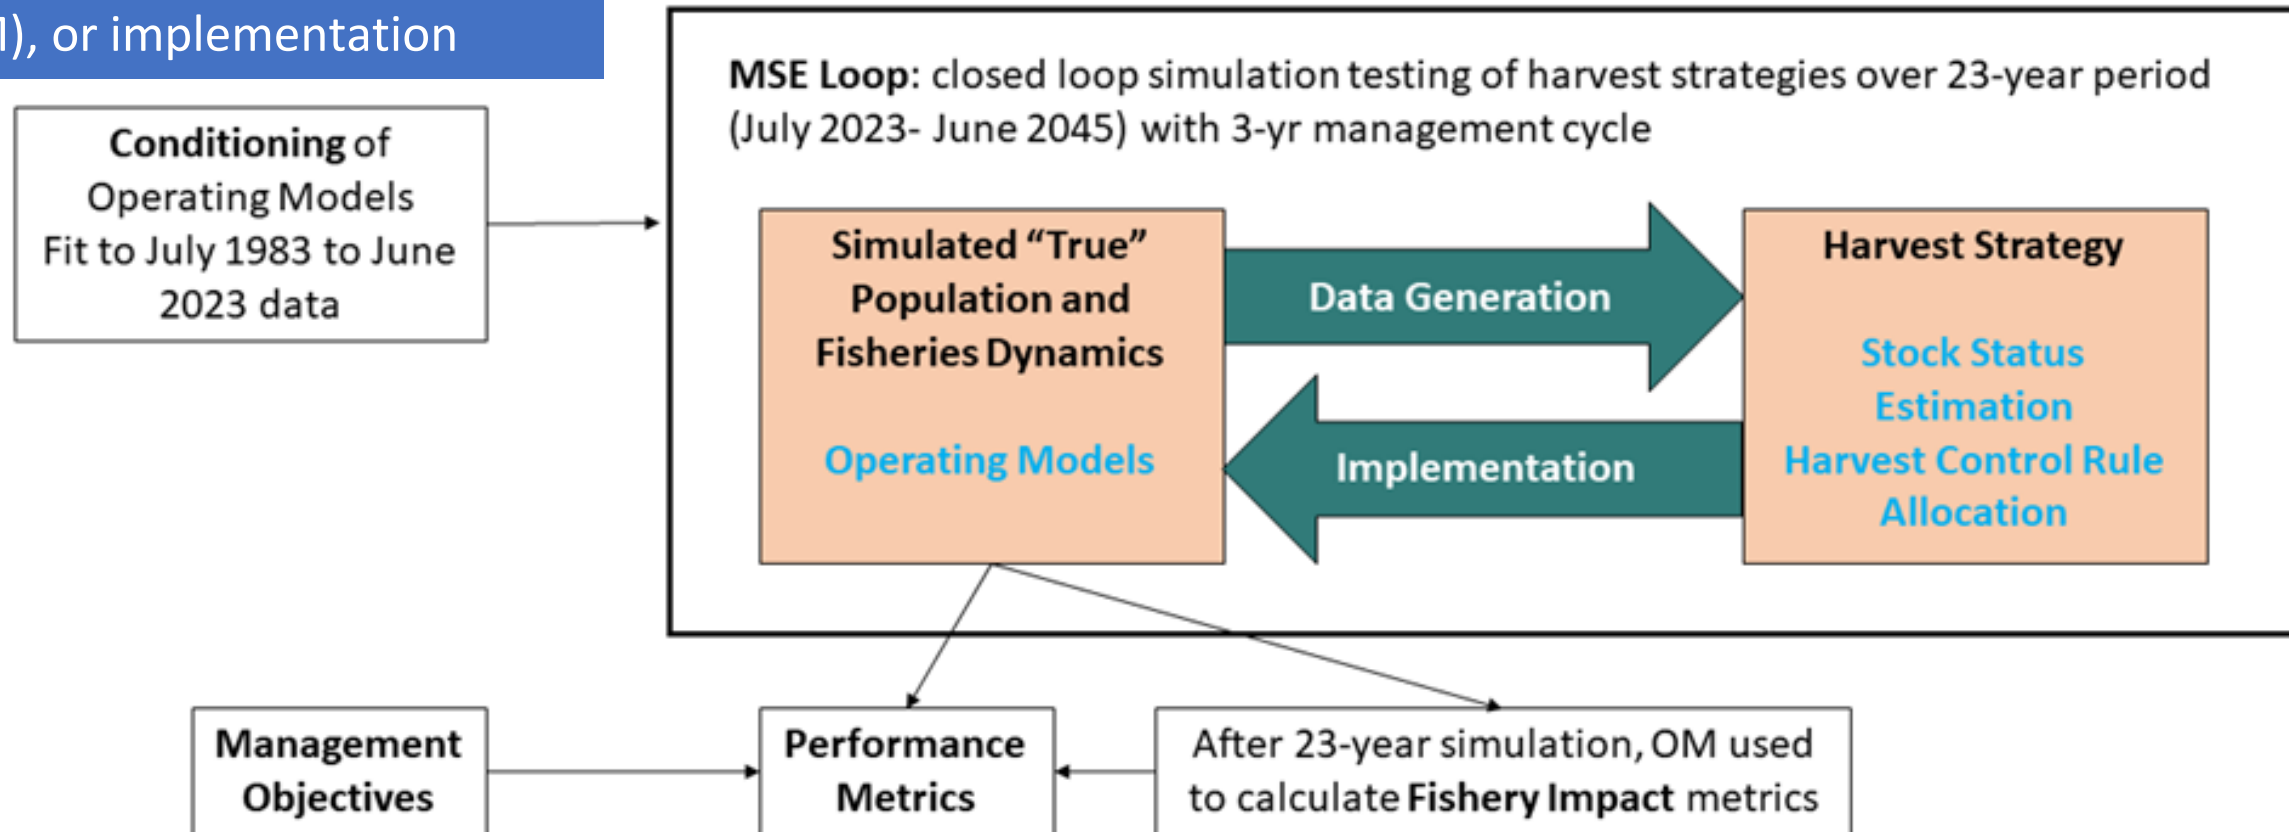 ), or implementation
MSE Loop: closed loop simulation testing of harvest strategies over 23-year period
(July 2023- June 2045) with 3-yr management cycle
Conditioning of
Operating Models
Fit to July 1983 to June
2023 data
Simulated “True”
Population and
Fisheries Dynamics
Operating Models
Data Generation
Implementation
Harvest Strategy
Stock Status
Estimation
Harvest Control Rule
Allocation
Management
Objectives
Performance
Metrics
After 23-year simulation, OM used
to calculate Fishery Impact metrics